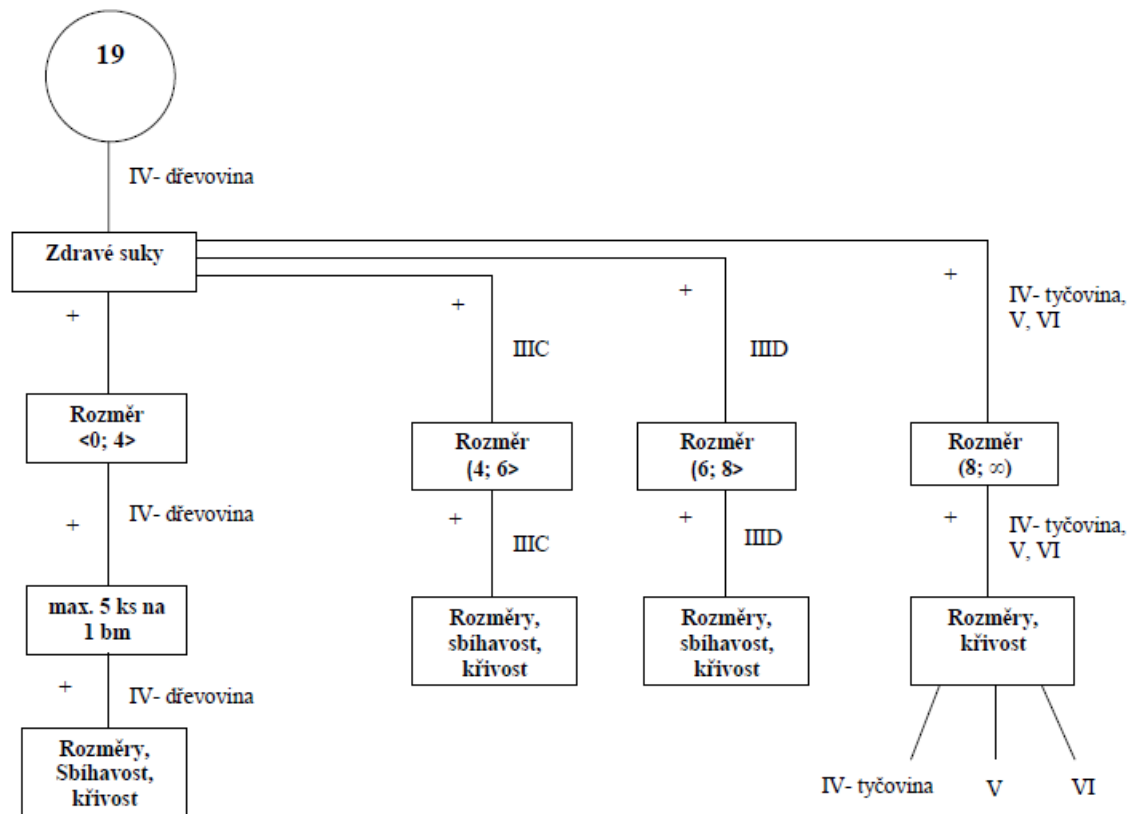 19
IV- dřevovina
Zdravé suky
+
+
+
+
IV- tyčovina,
V, VI
IIIC
IIID
Rozměr
<0; 4>
Rozměr
(4; 6>
Rozměr
(6; 8>
Rozměr
(8; ∞)
+
IV- dřevovina
+
IIIC
+
IIID
+
IV- tyčovina,
V, VI
max. 5 ks na
1 bm
Rozměry,
sbíhavost,
křivost
Rozměry,
sbíhavost,
křivost
Rozměry,
křivost
+
IV- dřevovina
Rozměry,
Sbíhavost,
křivost
IV- tyčovina
V
VI